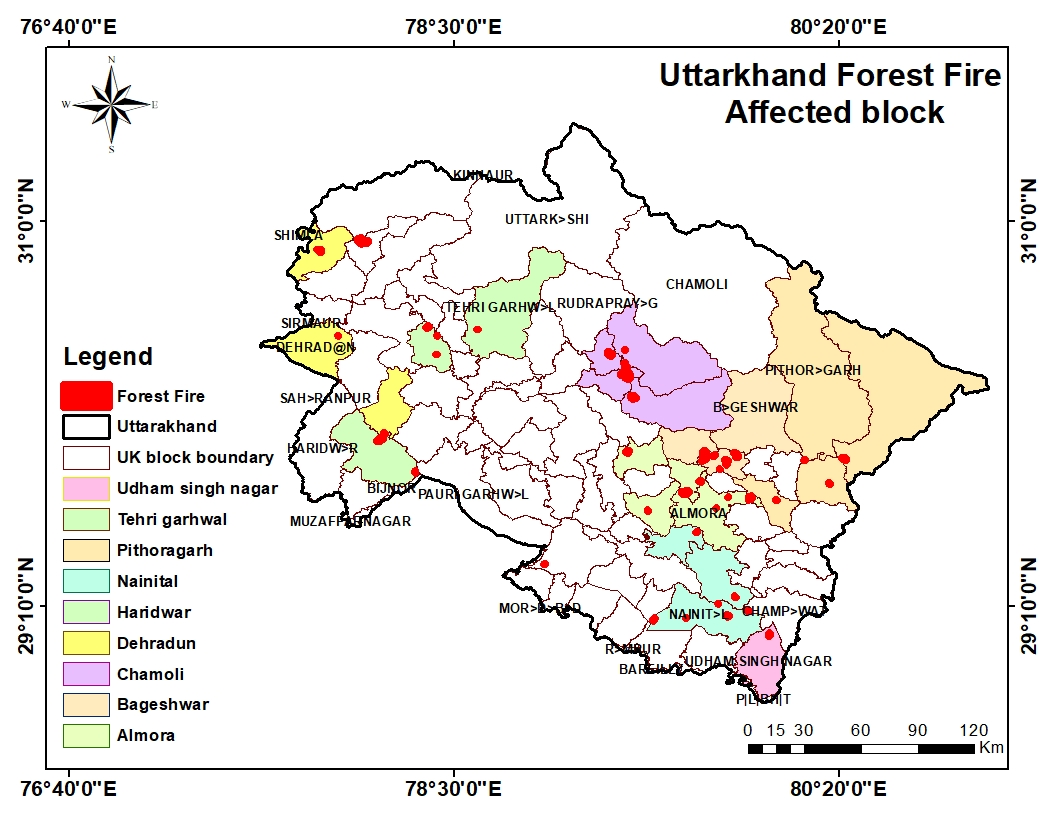 76°40'0"E 78°30'0"E 80°20'0"E
Uttarkhand Forest Fire
Affected block
N
W E
S
31°0'0"N 31°0'0"N
KINNAUR
UTTARK>SHI
SHIMLA
CHAMOLI
TEHRI GARHW>L RUDRAPRAY>G
SIRMAUR
DEHRAD@N
PITHOR>GARH
SAH>RANPUR
B>GESHWAR
HARIDW>R
BIJNOR PAURI GARHW>L
MUZAFFARNAGAR
ALMORA
29°10'0"N 29°10'0"N
MOR>D>B>D
NAINIT>L CHAMP>WAT
R>MPUR
BAREILLY UDHAM SINGH NAGAR
P|L|BH|T
Legend
Forest Fire
Uttarkhand
UK block boundary
Udham singh nagar
Tehri garhwal
Pithoragarh
Nainital
Haridwar
Dehradun
Chamoli
Bageshwar
Almora
0 15 30 60 90 120
Km
76°40'0"E 78°30'0"E 80°20'0"E